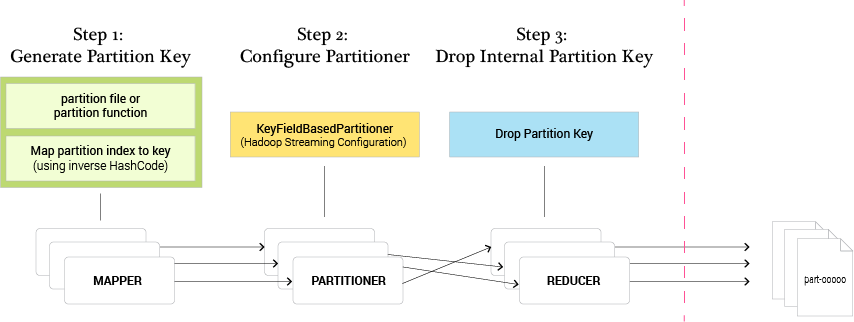 Step 1:
Generate Partition Key
Step 2:
Configure Partitioner
Step 3:
Drop Internal Partition Key
partition file or
partition function
Map partition index to key
(using inverse HashCode)
KeyFieldBasedPartitioner
(Hadoop Streaming Configuration)
Drop Partition Key
MAPPER
PARTITIONER
REDUCER
part-00000